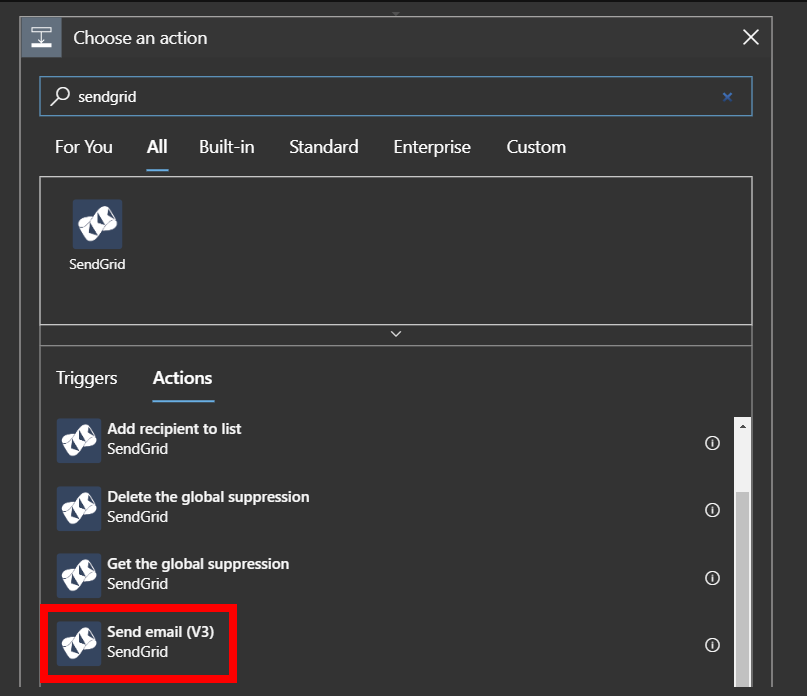 Choose an action
sendgrid
For You All Built-in Standard Enterprise Custom
SendGrid
Triggers Actions
Add recipient to list
SendGrid
Delete the global suppression
SendGrid
Get the global suppression
SendGrid
Send email (V3)
SendGrid